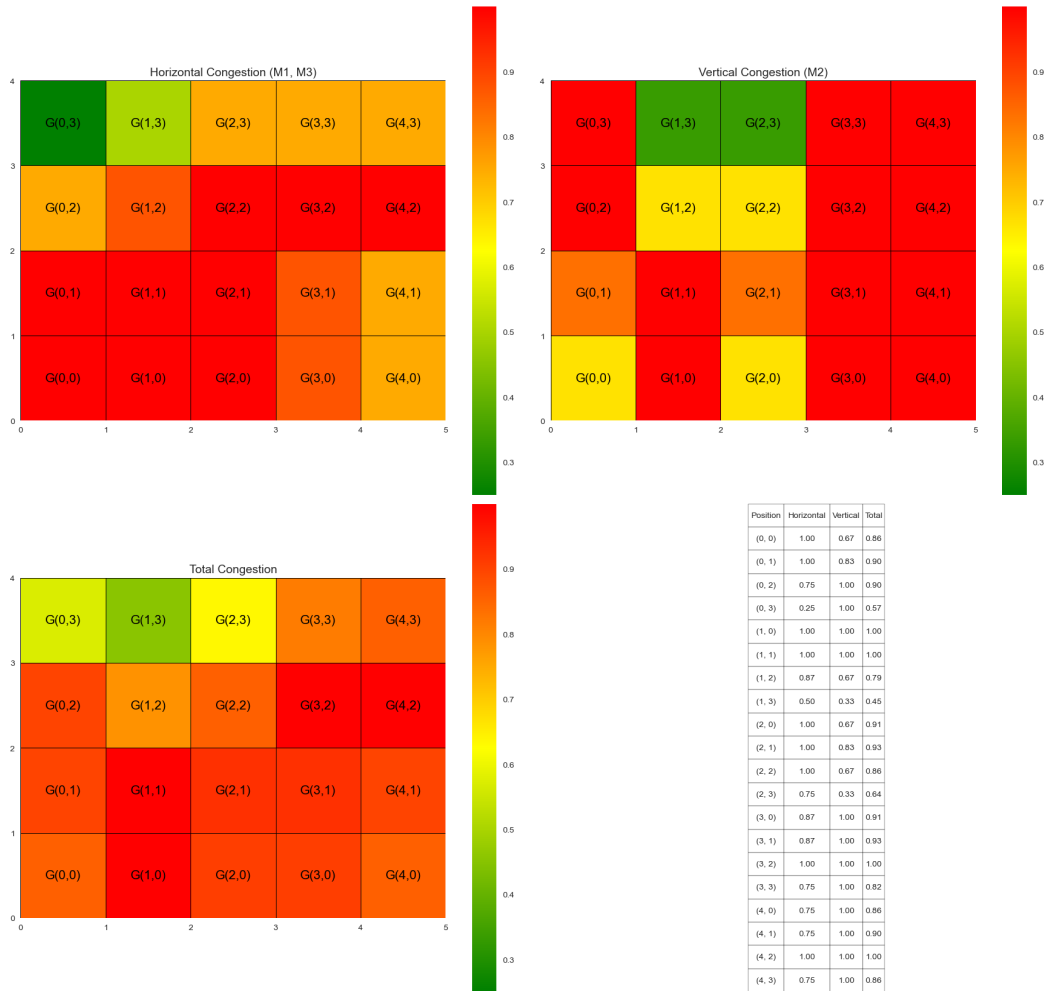 Horizontal Congestion (M1, M3)
4
G(0,3) G(1,3) G(2,3) G(3,3) G(4,3)
3
G(0,2) G(1,2) G(2,2) G(3,2) G(4,2)
2
G(0,1) G(1,1) G(2,1) G(3,1) G(4,1)
1
G(0,0) G(1,0) G(2,0) G(3,0) G(4,0)
0
0 1 2 3 4 5
0.9
0.8
0.7
0.6
0.5
0.4
0.3
Vertical Congestion (M2)
4
G(0,3) G(1,3) G(2,3) G(3,3) G(4,3)
3
G(0,2) G(1,2) G(2,2) G(3,2) G(4,2)
2
G(0,1) G(1,1) G(2,1) G(3,1) G(4,1)
1
G(0,0) G(1,0) G(2,0) G(3,0) G(4,0)
0
0 1 2 3 4 5
0.9
0.8
0.7
0.6
0.5
0.4
0.3
Total Congestion
4
G(0,3) G(1,3) G(2,3) G(3,3) G(4,3)
3
G(0,2) G(1,2) G(2,2) G(3,2) G(4,2)
2
G(0,1) G(1,1) G(2,1) G(3,1) G(4,1)
1
G(0,0) G(1,0) G(2,0) G(3,0) G(4,0)
0
0 1 2 3 4 5
0.9
0.8
0.7
0.6
0.5
0.4
0.3
Position Horizontal Vertical Total
(0, 0) 1.00 0.67 0.86
(0, 1) 1.00 0.83 0.90
(0, 2) 0.75 1.00 0.90
(0, 3) 0.25 1.00 0.57
(1, 0) 1.00 1.00 1.00
(1, 1) 1.00 1.00 1.00
(1, 2) 0.87 0.67 0.79
(1, 3) 0.50 0.33 0.45
(2, 0) 1.00 0.67 0.91
(2, 1) 1.00 0.83 0.93
(2, 2) 1.00 0.67 0.86
(2, 3) 0.75 0.33 0.64
(3, 0) 0.87 1.00 0.91
(3, 1) 0.87 1.00 0.93
(3, 2) 1.00 1.00 1.00
(3, 3) 0.75 1.00 0.82
(4, 0) 0.75 1.00 0.86
(4, 1) 0.75 1.00 0.90
(4, 2) 1.00 1.00 1.00
(4, 3) 0.75 1.00 0.86